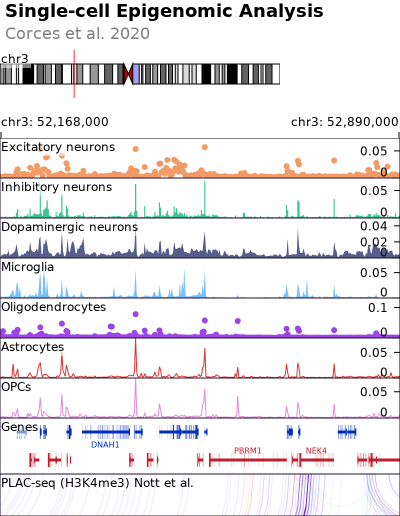 Single-cell Epigenomic Analysis
Corces et al. 2020
chr3
chr3: 52,168,000
chr3: 52,890,000
Excitatory neurons
0.05
0
Inhibitory neurons
0.05
0
Dopaminergic neurons
0.04
0.02
0
Microglia
0.05
0
Oligodendrocytes
0.1
0
Astrocytes
0.05
0
OPCs
0.05
0
Genes
DNAH1
PBRM1
NEK4
PLAC-seq (H3K4me3) Nott et al.